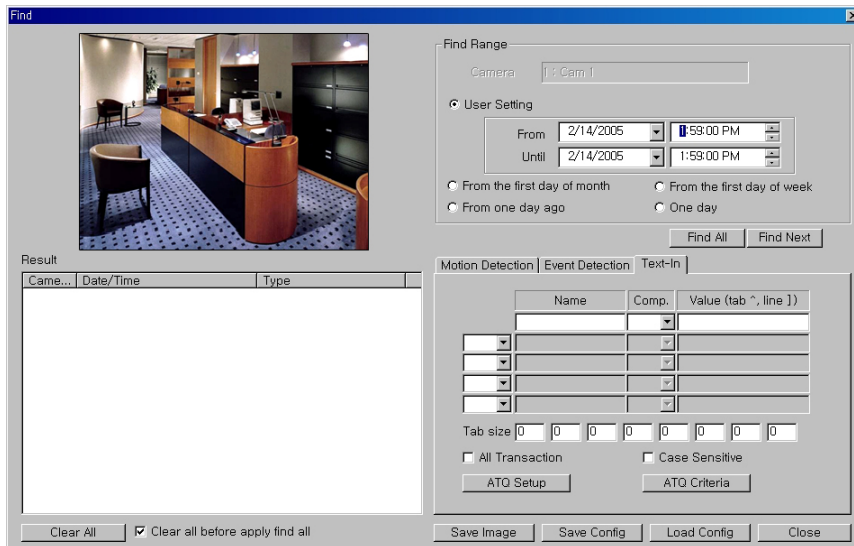 Find
Find Range
Camera 1 : Cam 1
User Setting
From 2/14/2005 1:59:00 PM
Until 2/14/2005 1:59:00 PM
From the first day of month From the first day of week
From one day ago One day
Find All Find Next
Result
Came... Date/Time Type
Motion Detection Event Detection Text-In
Name Comp. Value (tab ^, line ])
Tab size 0 0 0 0 0 0 0 0
All Transaction Case Sensitive
ATQ Setup ATQ Criteria
Clear All Clear all before apply find all
Save Image Save Config Load Config Close